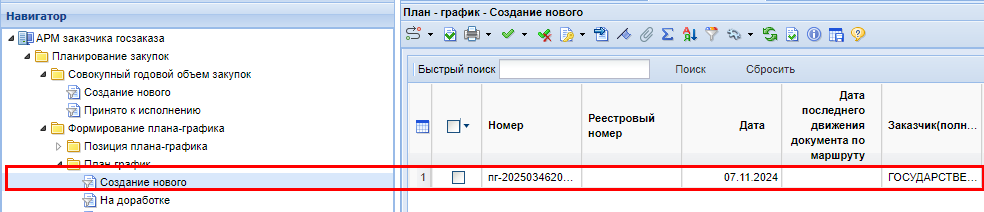 Навигатор
АРМ заказчика госзаказа
Планирование закупок
Совокупный годовой объем закупок
Создание нового
Принято к исполнению
Формирование плана-графика
Позиция плана-графика
План-график
Создание нового
На доработке
План - график - Создание нового
Быстрый поиск Поиск Сбросить
Номер
Реестровый
номер
Дата
Дата
последнего
движения
документа по
маршруту
Заказчик(полн...
1 пг-2025034620... 07.11.2024 ГОСУДАРСТВЕ...